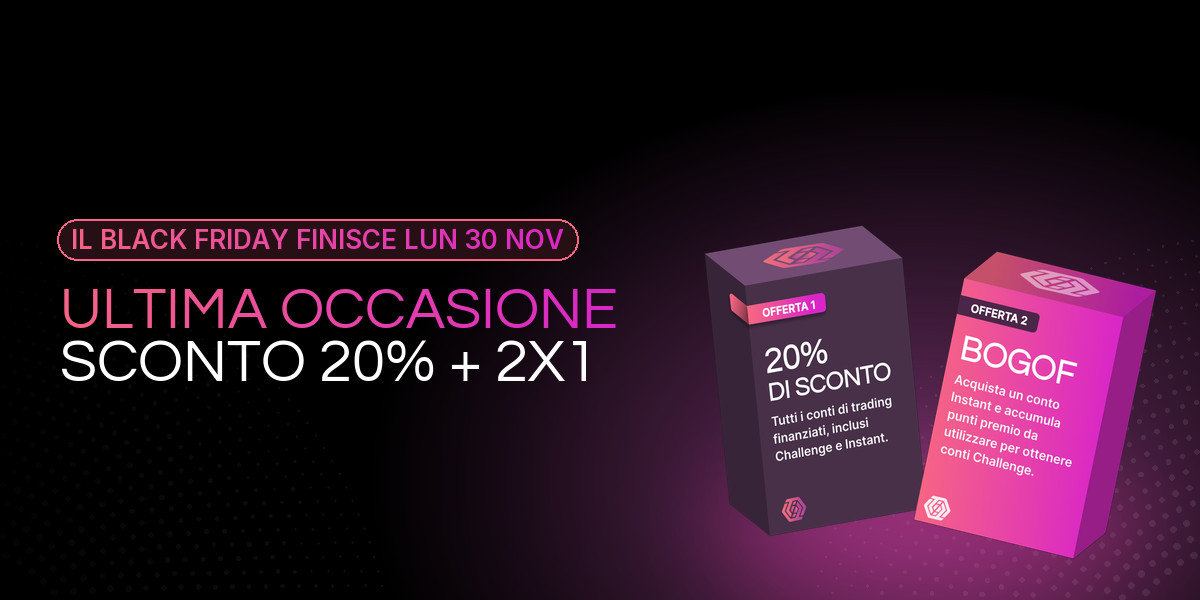 IL BLACK FRIDAY FINISCE LUN 30 NOV
ULTIMA OCCASIONE
SCONTO 20% + 2X1
OFFERTA 1
20%
DI SCONTO
Tutti i conti di trading
finanziati, inclusi
Challenge e Instant.
OFFERTA 2
BOGOF
Acquista un conto
Instant e accumula
punti premio da
utilizzare per ottenere
conti Challenge.